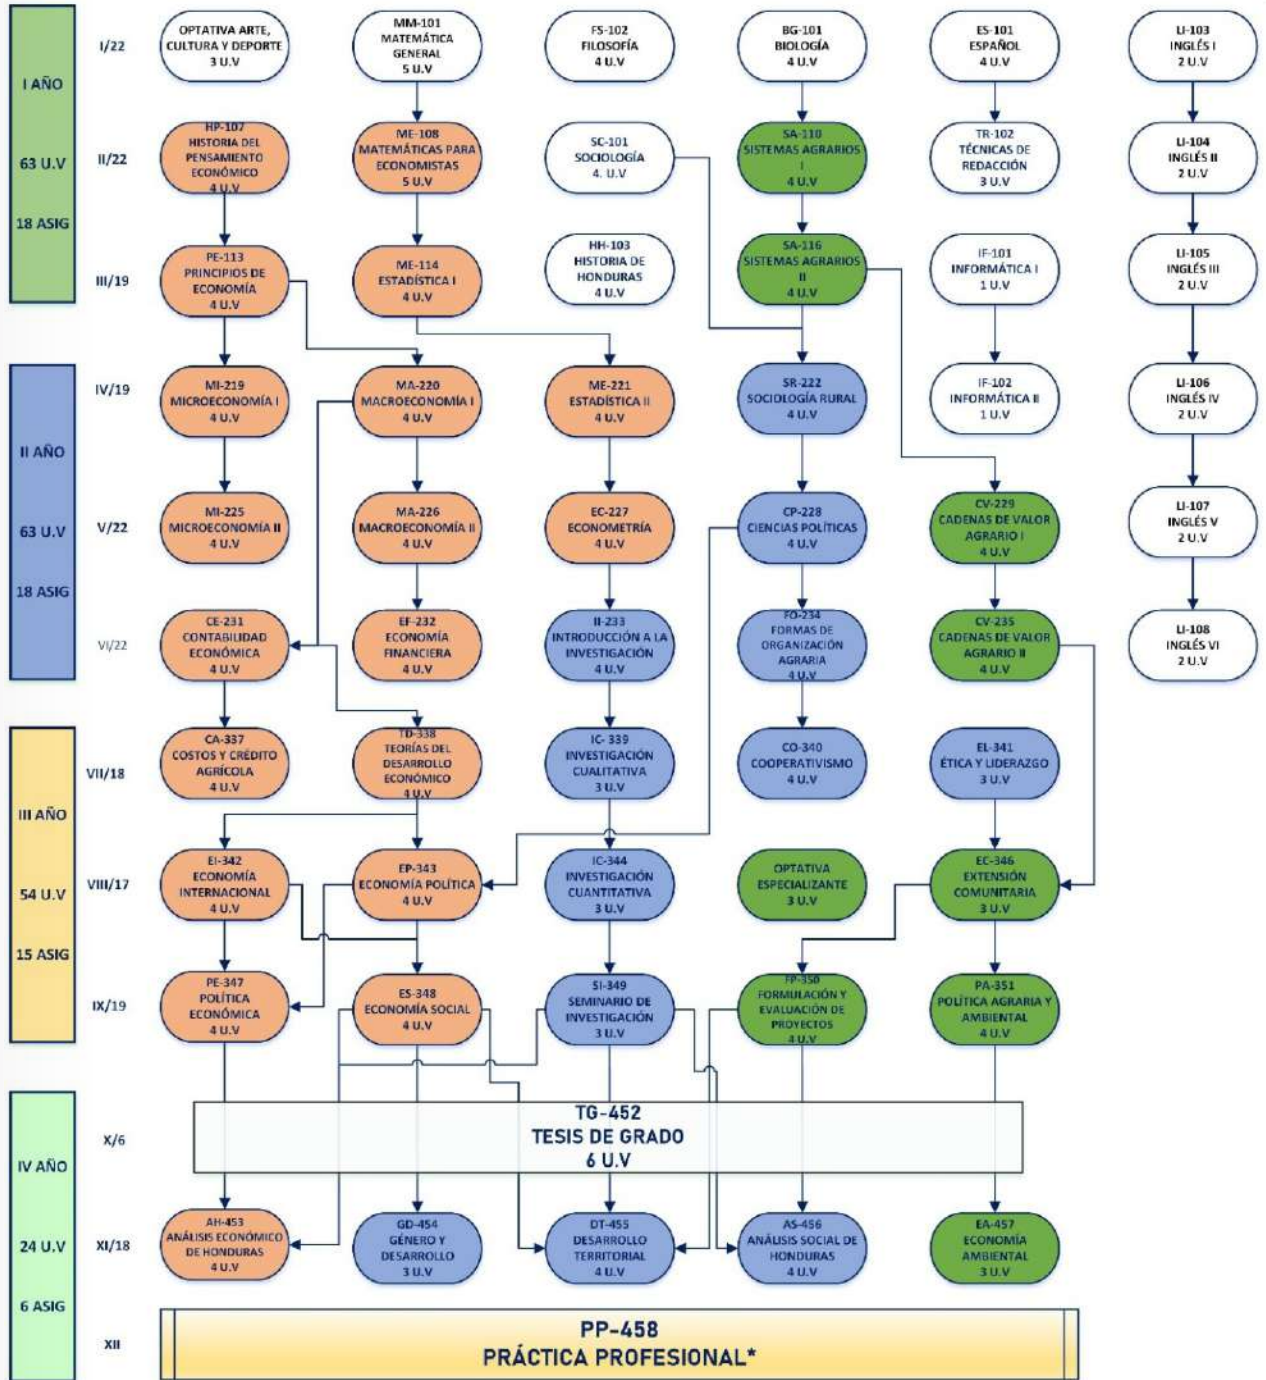 I AÑO
63 U.V
18 ASIG
I/22
OPTATIVA ARTE,
CULTURA Y DEPORTE
3 U.V
MM-101
MATEMÁTICA
GENERAL
5 U.V
FS-102
FILOSOFÍA
4 U.V
BG-101
BIOLOGÍA
4 U.V
ES-101
ESPAÑOL
4 U.V
LI-103
INGLÉS I
2 U.V
II/22
HP-107
HISTORIA DEL
PENSAMIENTO
ECONÓMICO
4 U.V
ME-108
MATEMÁTICAS PARA
ECONOMISTAS
5 U.V
SC-101
SOCIOLOGÍA
4. U.V
SA-110
SISTEMAS AGRARIOS
I
4 U.V
TR-102
TÉCNICAS DE
REDACCIÓN
3 U.V
LI-104
INGLÉS II
2 U.V
III/19
PE-113
PRINCIPIOS DE
ECONOMÍA
4 U.V
ME-114
ESTADÍSTICA I
4 U.V
HH-103
HISTORIA DE
HONDURAS
4 U.V
SA-116
SISTEMAS AGRARIOS
II
4 U.V
IF-101
INFORMÁTICA I
1 U.V
LI-105
INGLÉS III
2 U.V
II AÑO
63 U.V
18 ASIG
IV/19
MI-219
MICROECONOMÍA I
4 U.V
MA-220
MACROECONOMÍA I
4 U.V
ME-221
ESTADÍSTICA II
4 U.V
SR-222
SOCIOLOGÍA RURAL
4 U.V
IF-102
INFORMÁTICA II
1 U.V
LI-106
INGLÉS IV
2 U.V
V/22
MI-225
MICROECONOMÍA II
4 U.V
MA-226
MACROECONOMÍA II
4 U.V
EC-227
ECONOMETRÍA
4 U.V
CP-228
CIENCIAS POLÍTICAS
4 U.V
CV-229
CADENAS DE VALOR
AGRARIO I
4 U.V
LI-107
INGLÉS V
2 U.V
VI/22
CE-231
CONTABILIDAD
ECONÓMICA
4 U.V
EF-232
ECONOMÍA
FINANCIERA
4 U.V
II-233
INTRODUCCIÓN A LA
INVESTIGACIÓN
4 U.V
FO-234
FORMAS DE
ORGANIZACIÓN
AGRARIA
4 U.V
CV-235
CADENAS DE VALOR
AGRARIO II
4 U.V
LI-108
INGLÉS VI
2 U.V
III AÑO
54 U.V
15 ASIG
VII/18
CA-337
COSTOS Y CRÉDITO
AGRÍCOLA
4 U.V
TD-338
TEORÍAS DEL
DESARROLLO
ECONÓMICO
4 U.V
IC- 339
INVESTIGACIÓN
CUALITATIVA
3 U.V
CO-340
COOPERATIVISMO
4 U.V
EL-341
ÉTICA Y LIDERAZGO
3 U.V
VIII/17
EI-342
ECONOMÍA
INTERNACIONAL
4 U.V
EP-343
ECONOMÍA POLÍTICA
4 U.V
IC-344
INVESTIGACIÓN
CUANTITATIVA
3 U.V
OPTATIVA
ESPECIALIZANTE
3 U.V
EC-346
EXTENSIÓN
COMUNITARIA
3 U.V
IX/19
PE-347
POLÍTICA
ECONÓMICA
4 U.V
ES-348
ECONOMÍA SOCIAL
4 U.V
SI-349
SEMINARIO DE
INVESTIGACIÓN
3 U.V
FP-350
FORMULACIÓN Y
EVALUACIÓN DE
PROYECTOS
4 U.V
PA-351
POLÍTICA AGRARIA Y
AMBIENTAL
4 U.V
IV AÑO
24 U.V
6 ASIG
X/6
TG-452
TESIS DE GRADO
6 U.V
XI/18
AH-453
ANÁLISIS ECONÓMICO
DE HONDURAS
4 U.V
GD-454
GÉNERO Y
DESARROLLO
3 U.V
DT-455
DESARROLLO
TERRITORIAL
4 U.V
AS-456
ANÁLISIS SOCIAL DE
HONDURAS
4 U.V
EA-457
ECONOMÍA
AMBIENTAL
3 U.V
XII
PP-458
PRÁCTICA PROFESIONAL*